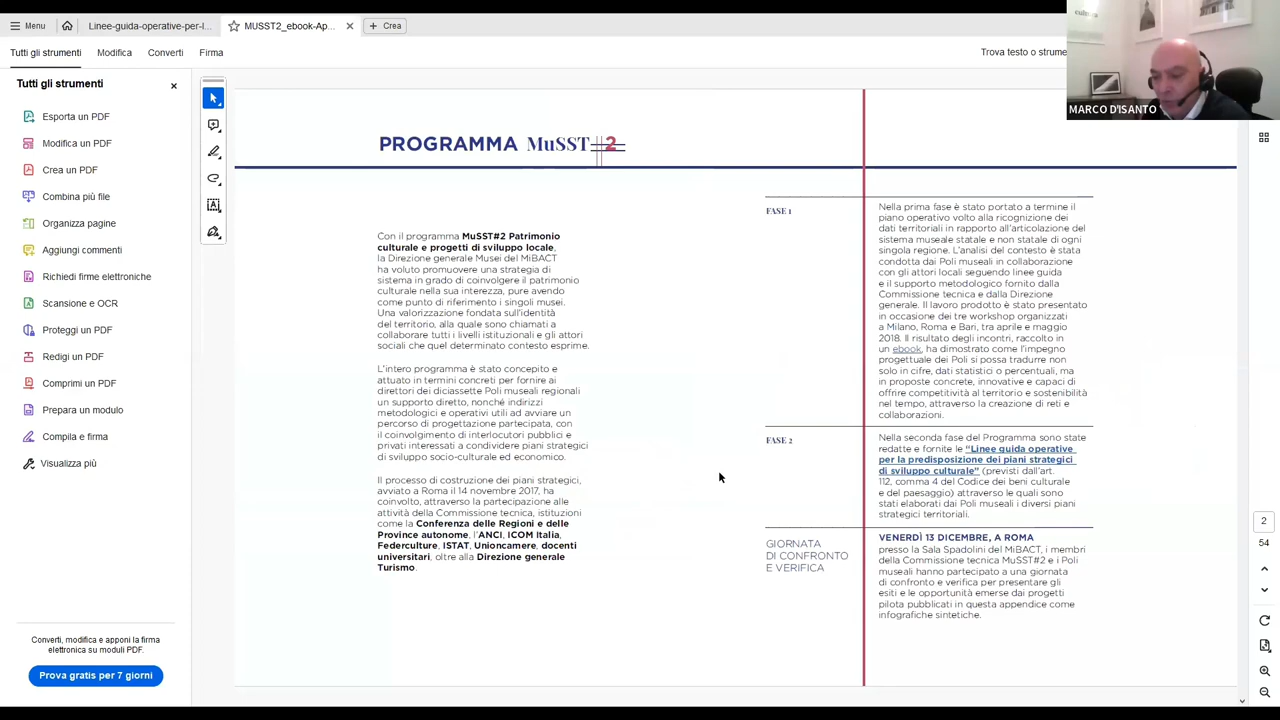 Menu
Linee-guida-operative-per-l...
MUSST2_ebook-Ap...
Crea
Tutti gli strumenti
Modifica
Converti
Firma
Trova testo o strume
Tutti gli strumenti
Esporta un PDF
Modifica un PDF
Crea un PDF
Combina più file
Organizza pagine
Aggiungi commenti
Richiedi firme elettroniche
Scansione e OCR
Proteggi un PDF
Redigi un PDF
Comprimi un PDF
Prepara un modulo
Compila e firma
Visualizza più
Converti, modifica e apponi la firma
elettronica su moduli PDF.
Prova gratis per 7 giorni
MARCO D'ISANTO
PROGRAMMA MuSST#2
Con il programma MuSST#2 Patrimonio
culturale e progetti di sviluppo locale,
la Direzione generale Musei del MiBACT
ha voluto promuovere una strategia di
sistema in grado di coinvolgere il patrimonio
culturale nella sua interezza, pure avendo
come punto di riferimento i singoli musei.
Una valorizzazione fondata sull'identità
del territorio, alla quale sono chiamati a
collaborare tutti i livelli istituzionali e gli attori
sociali che quel determinato contesto esprime.
L'intero programma è stato concepito e
attuato in termini concreti per fornire ai
direttori dei diciassette Poli museali regionali
un supporto diretto, nonché indirizzi
metodologici e operativi utili ad avviare un
percorso di progettazione partecipata, con
il coinvolgimento di interlocutori pubblici e
privati interessati a condividere piani strategici
di sviluppo socio-culturale ed economico.
Il processo di costruzione dei piani strategici,
avviato a Roma il 14 novembre 2017, ha
coinvolto, attraverso la partecipazione alle
attività della Commissione tecnica, istituzioni
come la Conferenza delle Regioni e delle
Province autonome, l'ANCI, ICOM Italia,
Federculture, ISTAT, Unioncamere, docenti
universitari, oltre alla Direzione generale
Turismo.
FASE 1
Nella prima fase è stato portato a termine il
piano operativo volto alla ricognizione dei
dati territoriali in rapporto all'articolazione del
sistema museale statale e non statale di ogni
singola regione. L'analisi del contesto è stata
condotta dai Poli museali in collaborazione
con gli attori locali seguendo linee guida
e il supporto metodologico fornito dalla
Commissione tecnica e dalla Direzione
generale. Il lavoro prodotto è stato presentato
in occasione dei tre workshop organizzati
a Milano, Roma e Bari, tra aprile e maggio
2018. Il risultato degli incontri, raccolto in
un ebook, ha dimostrato come l'impegno
progettuale dei Poli si possa tradurre non
solo in cifre, dati statistici o percentuali, ma
in proposte concrete, innovative e capaci di
offrire competitività al territorio e sostenibilità
nel tempo, attraverso la creazione di reti e
collaborazioni.
FASE 2
Nella seconda fase del Programma sono state
redatte e fornite le “Linee guida operative
per la predisposizione dei piani strategici
di sviluppo culturale” (previsti dall'art.
112, comma 4 del Codice dei beni culturale
e del paesaggio) attraverso le quali sono
stati elaborati dai Poli museali i diversi piani
strategici territoriali.
GIORNATA
DI CONFRONTO
E VERIFICA
VENERDÌ 13 DICEMBRE, A ROMA
presso la Sala Spadolini del MiBACT, i membri
della Commissione tecnica MuSST#2 e i Poli
museali hanno partecipato a una giornata
di confronto e verifica per presentare gli
esiti e le opportunità emerse dai progetti
pilota pubblicati in questa appendice come
infografiche sintetiche.
2
54